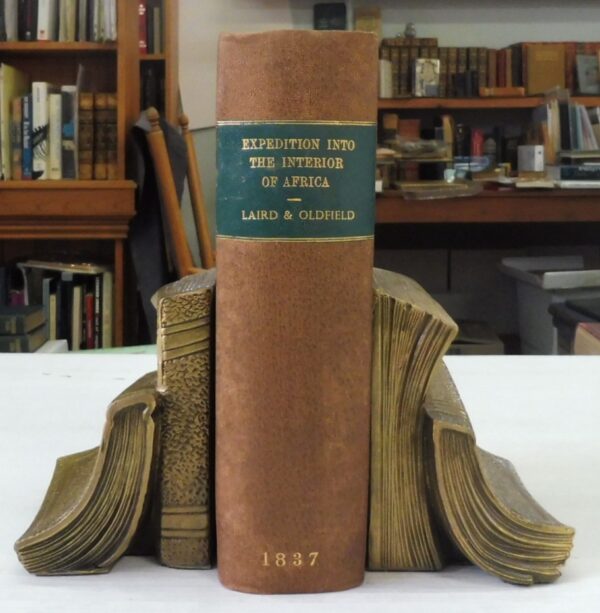 EXPEDITION INTO
THE INTERIOR
OF AFRICA
LAIRD & OLDFIELD
1837